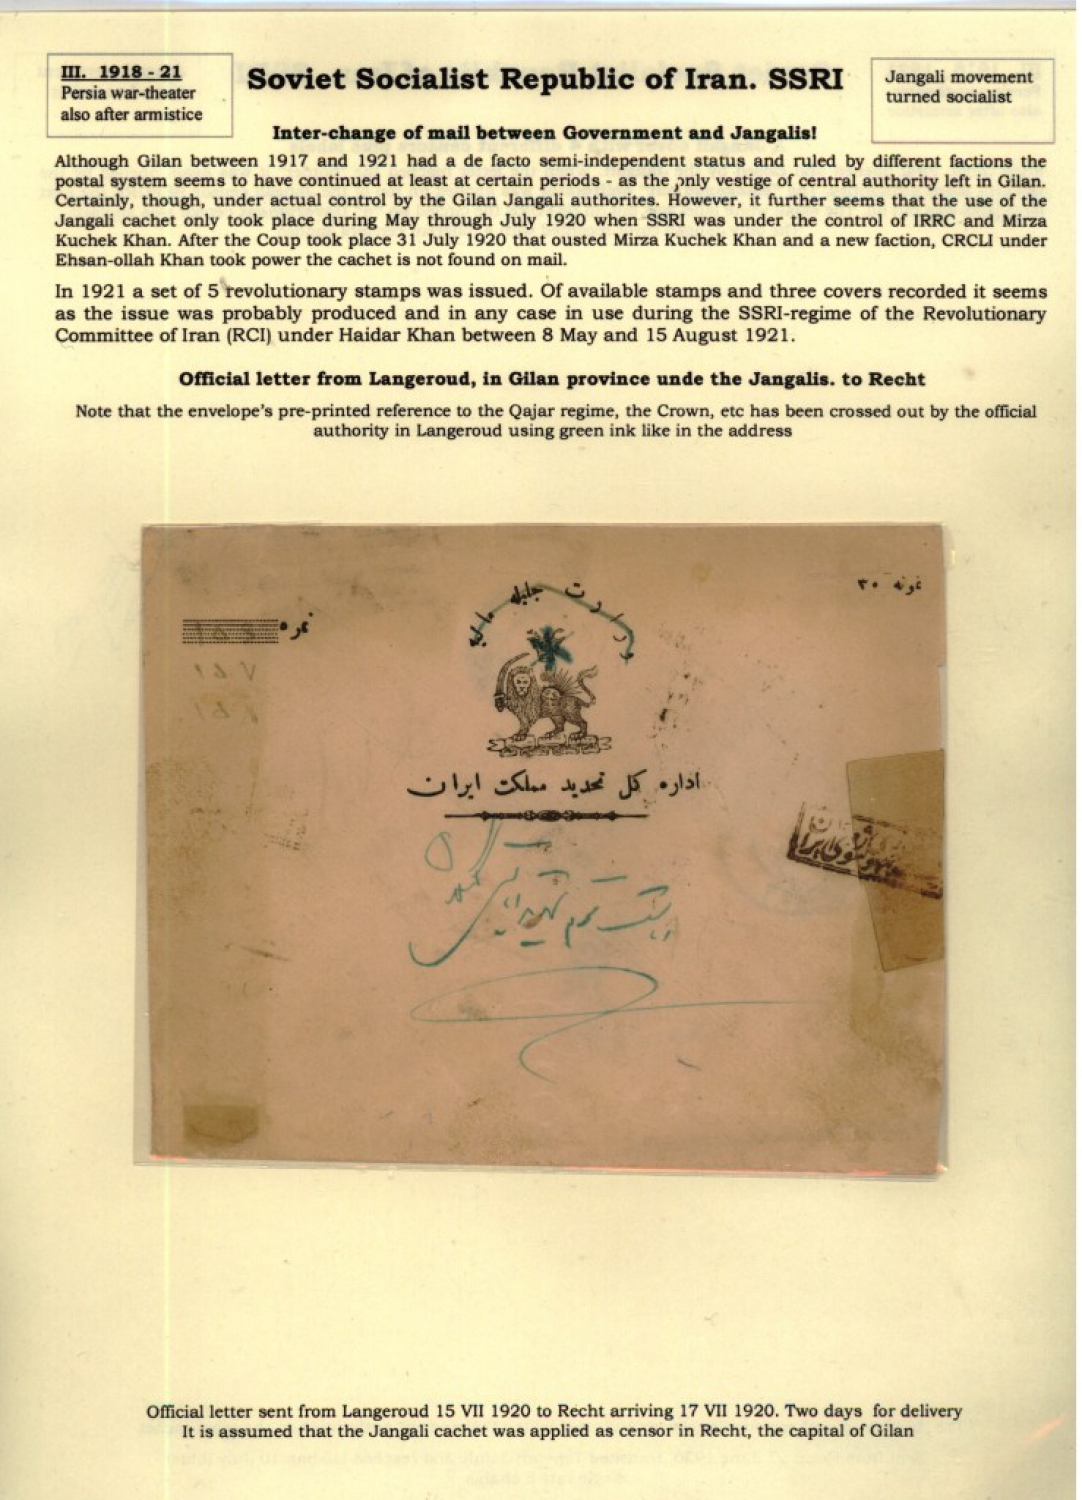 III. 1918 - 21
Persia war-theater
also after armistice
Soviet Socialist Republic of Iran. SSRI
Jangali movement
turned socialist
Inter-change of mail between Government and Jangalis!
Although Gilan between 1917 and 1921 had a de facto semi-independent status and ruled by different factions the
postal system seems to have continued at least at certain periods - as the only vestige of central authority left in Gilan.
Certainly, though, under actual control by the Gilan Jangali authorites. However, it further seems that the use of the
Jangali cachet only took place during May through July 1920 when SSRI was under the control of IRRC and Mirza
Kuchek Khan. After the Coup took place 31 July 1920 that ousted Mirza Kuchek Khan and a new faction, CRCLI under
Ehsan-ollah Khan took power the cachet is not found on mail.
In 1921 a set of 5 revolutionary stamps was issued. Of available stamps and three covers recorded it seems
as the issue was probably produced and in any case in use during the SSRI-regime of the Revolutionary
Committee of Iran (RCI) under Haidar Khan between 8 May and 15 August 1921.
Official letter from Langeroud, in Gilan province unde the Jangalis. to Recht
Note that the envelope's pre-printed reference to the Qajar regime, the Crown, etc has been crossed out by the official
authority in Langeroud using green ink like in the address
نمونه ۳۰
وزارت جلیله مالیه
نمره
اداره کل تحدید مملکت ایران
Official letter sent from Langeroud 15 VII 1920 to Recht arriving 17 VII 1920. Two days for delivery
It is assumed that the Jangali cachet was applied as censor in Recht, the capital of Gilan